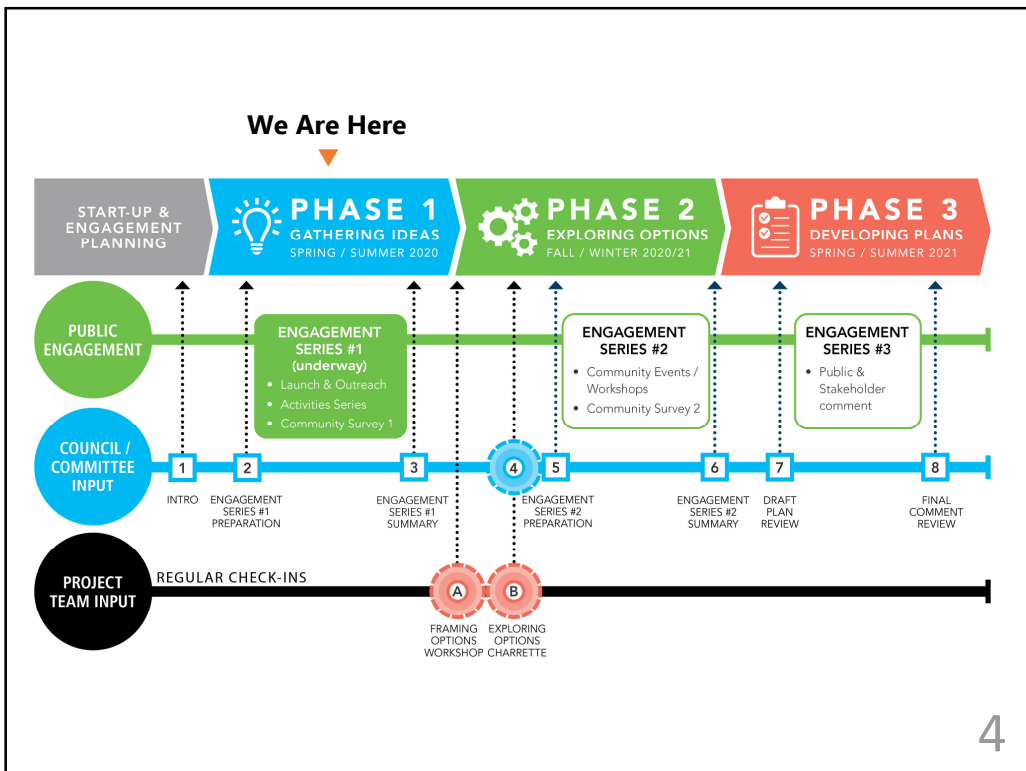 We Are Here
START-UP &
ENGAGEMENT
PLANNING
PHASE 1
GATHERING IDEAS
SPRING / SUMMER 2020
PHASE 2
EXPLORING OPTIONS
FALL / WINTER 2020/21
PHASE 3
DEVELOPING PLANS
SPRING / SUMMER 2021
PUBLIC
ENGAGEMENT
ENGAGEMENT
SERIES #1
(underway)
• Launch & Outreach
• Activities Series
• Community Survey 1
ENGAGEMENT
SERIES #2
• Community Events /
Workshops
• Community Survey 2
ENGAGEMENT
SERIES #3
• Public &
Stakeholder
comment
COUNCIL /
COMMITTEE
INPUT
1
INTRO
2
ENGAGEMENT
SERIES #1
PREPARATION
3
ENGAGEMENT
SERIES #1
SUMMARY
4
5
ENGAGEMENT
SERIES #2
PREPARATION
6
ENGAGEMENT
SERIES #2
SUMMARY
7
DRAFT
PLAN
REVIEW
8
FINAL
COMMENT
REVIEW
PROJECT
TEAM INPUT
REGULAR CHECK-INS
A
FRAMING
OPTIONS
WORKSHOP
B
EXPLORING
OPTIONS
CHARRETTE
4